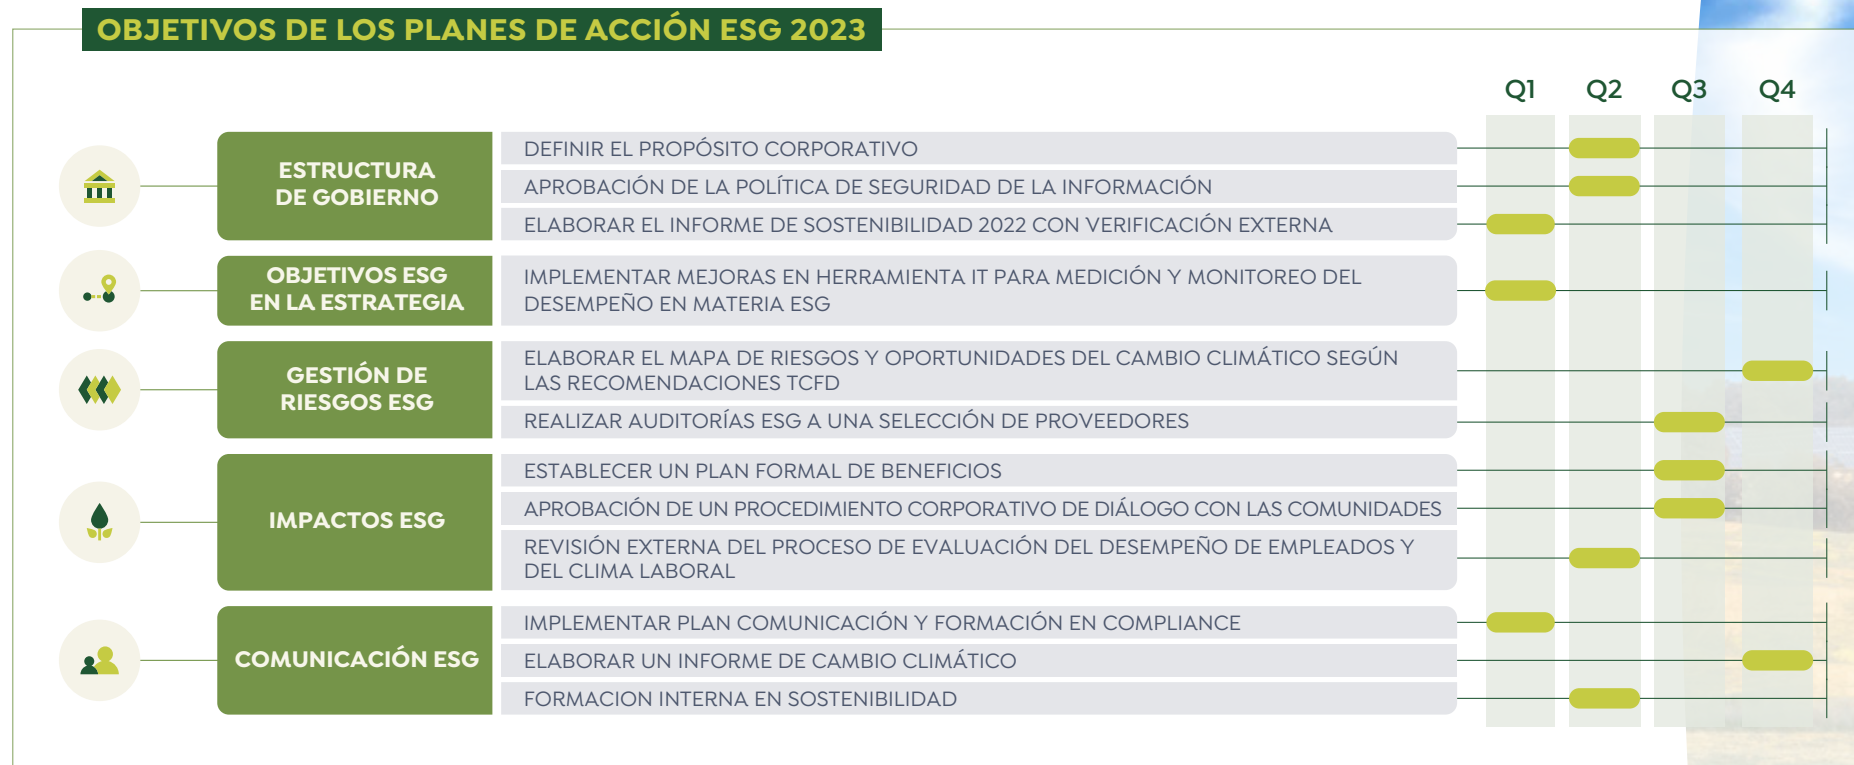 OBJETIVOS DE LOS PLANES DE ACCIÓN ESG 2023
Q1 Q2 Q3 Q4
ESTRUCTURA
DE GOBIERNO
DEFINIR EL PROPÓSITO CORPORATIVO
APROBACIÓN DE LA POLÍTICA DE SEGURIDAD DE LA INFORMACIÓN
ELABORAR EL INFORME DE SOSTENIBILIDAD 2022 CON VERIFICACIÓN EXTERNA
OBJETIVOS ESG
EN LA ESTRATEGIA
IMPLEMENTAR MEJORAS EN HERRAMIENTA IT PARA MEDICIÓN Y MONITOREO DEL
DESEMPEÑO EN MATERIA ESG
GESTIÓN DE
RIESGOS ESG
ELABORAR EL MAPA DE RIESGOS Y OPORTUNIDADES DEL CAMBIO CLIMÁTICO SEGÚN
LAS RECOMENDACIONES TCFD
REALIZAR AUDITORÍAS ESG A UNA SELECCIÓN DE PROVEEDORES
IMPACTOS ESG
ESTABLECER UN PLAN FORMAL DE BENEFICIOS
APROBACIÓN DE UN PROCEDIMIENTO CORPORATIVO DE DIÁLOGO CON LAS COMUNIDADES
REVISIÓN EXTERNA DEL PROCESO DE EVALUACIÓN DEL DESEMPEÑO DE EMPLEADOS Y
DEL CLIMA LABORAL
COMUNICACIÓN ESG
IMPLEMENTAR PLAN COMUNICACIÓN Y FORMACIÓN EN COMPLIANCE
ELABORAR UN INFORME DE CAMBIO CLIMÁTICO
FORMACION INTERNA EN SOSTENIBILIDAD